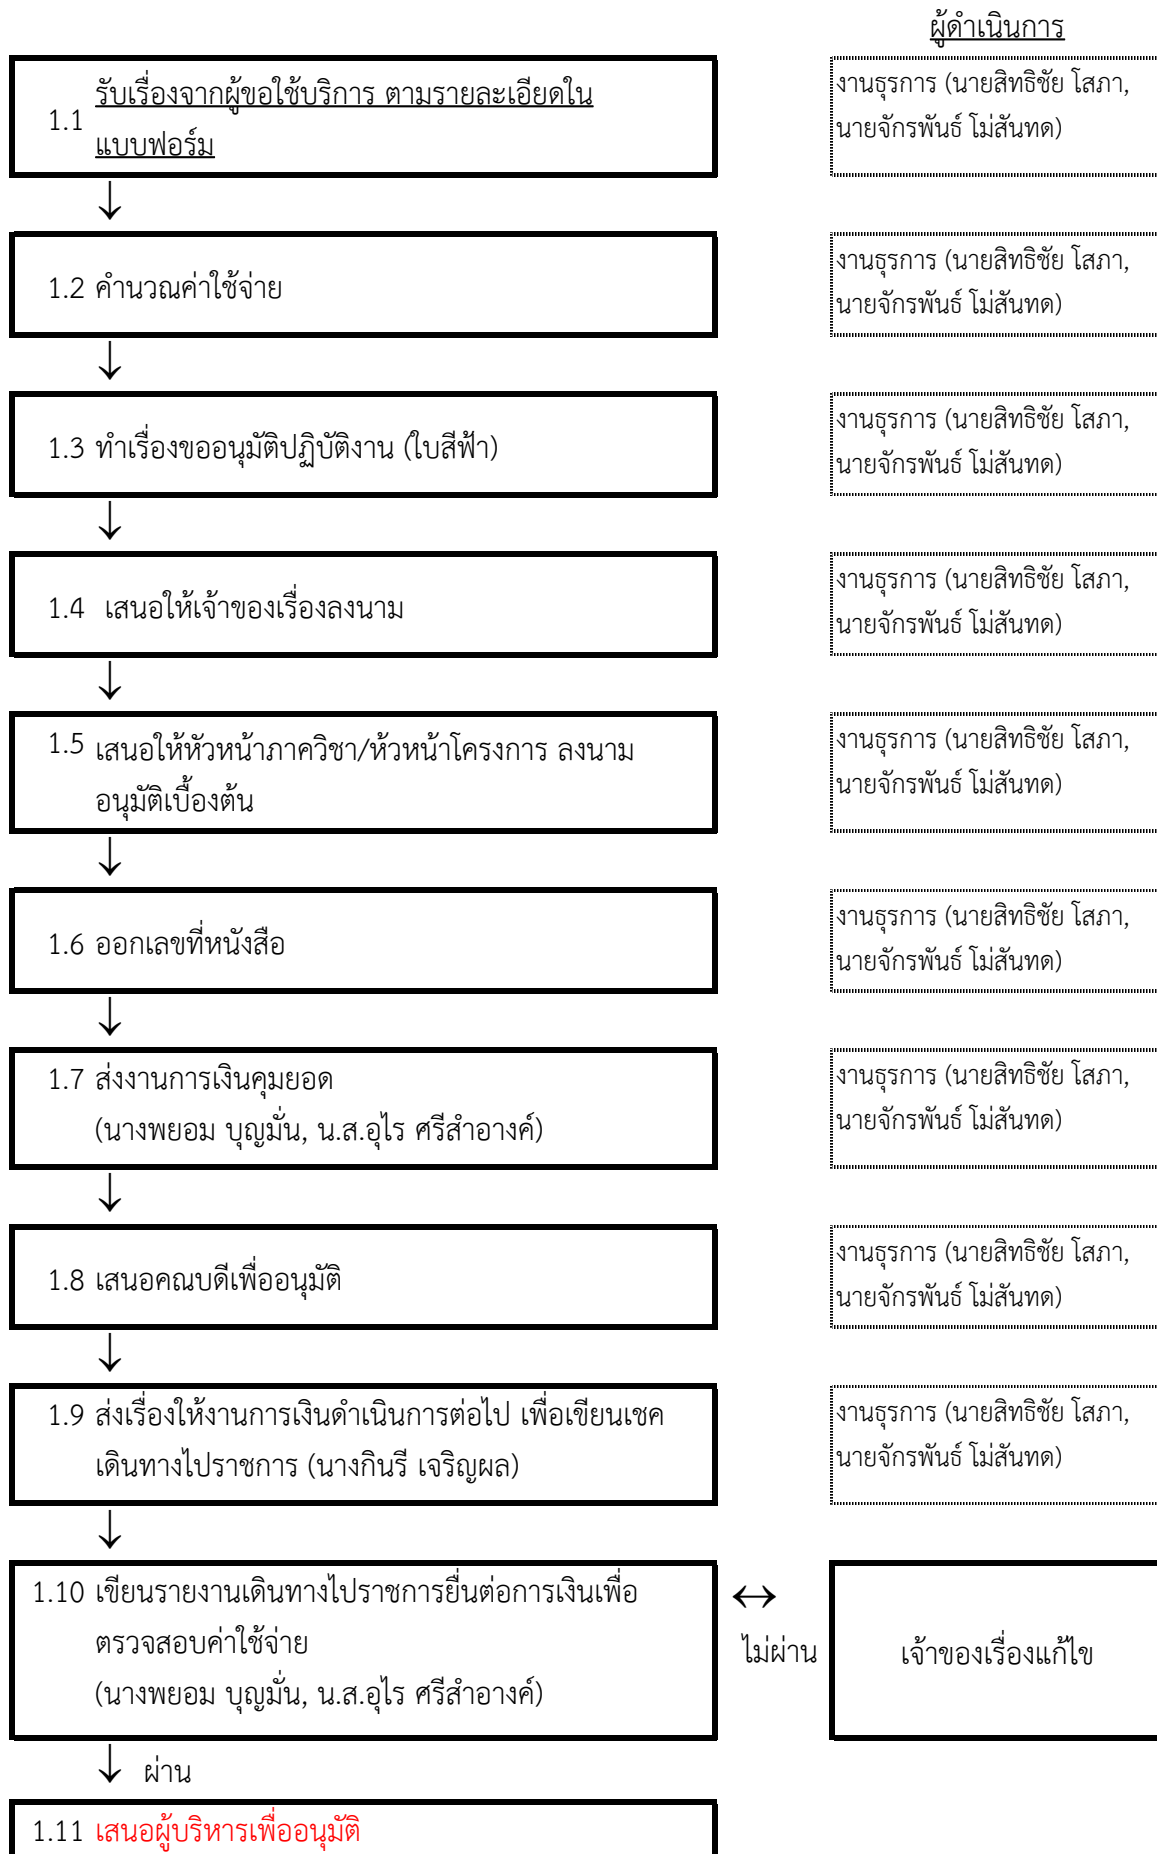 ผู้ดำเนินการ
1.1 รับเรื่องจากผู้ขอใช้บริการ ตามรายละเอียดใน
แบบฟอร์ม
งานธุรการ (นายสิทธิชัย โสภา,
นายจักรพันธ์ โม่สันทด)
↓
1.2 คำนวณค่าใช้จ่าย
งานธุรการ (นายสิทธิชัย โสภา,
นายจักรพันธ์ โม่สันทด)
↓
1.3 ทำเรื่องขออนุมัติปฏิบัติงาน (ใบสีฟ้า)
งานธุรการ (นายสิทธิชัย โสภา,
นายจักรพันธ์ โม่สันทด)
↓
1.4 เสนอให้เจ้าของเรื่องลงนาม
งานธุรการ (นายสิทธิชัย โสภา,
นายจักรพันธ์ โม่สันทด)
↓
1.5 เสนอให้หัวหน้าภาควิชา/ห้วหน้าโครงการ ลงนาม
อนุมัติเบื้องต้น
งานธุรการ (นายสิทธิชัย โสภา,
นายจักรพันธ์ โม่สันทด)
↓
1.6 ออกเลขที่หนังสือ
งานธุรการ (นายสิทธิชัย โสภา,
นายจักรพันธ์ โม่สันทด)
↓
1.7 ส่งงานการเงินคุมยอด
(นางพยอม บุญมั่น, น.ส.อุไร ศรีสำอางค์)
งานธุรการ (นายสิทธิชัย โสภา,
นายจักรพันธ์ โม่สันทด)
↓
1.8 เสนอคณบดีเพื่ออนุมัติ
งานธุรการ (นายสิทธิชัย โสภา,
นายจักรพันธ์ โม่สันทด)
↓
1.9 ส่งเรื่องให้งานการเงินดำเนินการต่อไป เพื่อเขียนเชค
เดินทางไปราชการ (นางกินรี เจริญผล)
งานธุรการ (นายสิทธิชัย โสภา,
นายจักรพันธ์ โม่สันทด)
↓
1.10 เขียนรายงานเดินทางไปราชการยื่นต่อการเงินเพื่อ
ตรวจสอบค่าใช้จ่าย
(นางพยอม บุญมั่น, น.ส.อุไร ศรีสำอางค์)
↔
ไม่ผ่าน
เจ้าของเรื่องแก้ไข
↓ ผ่าน
1.11 เสนอผู้บริหารเพื่ออนุมัติ